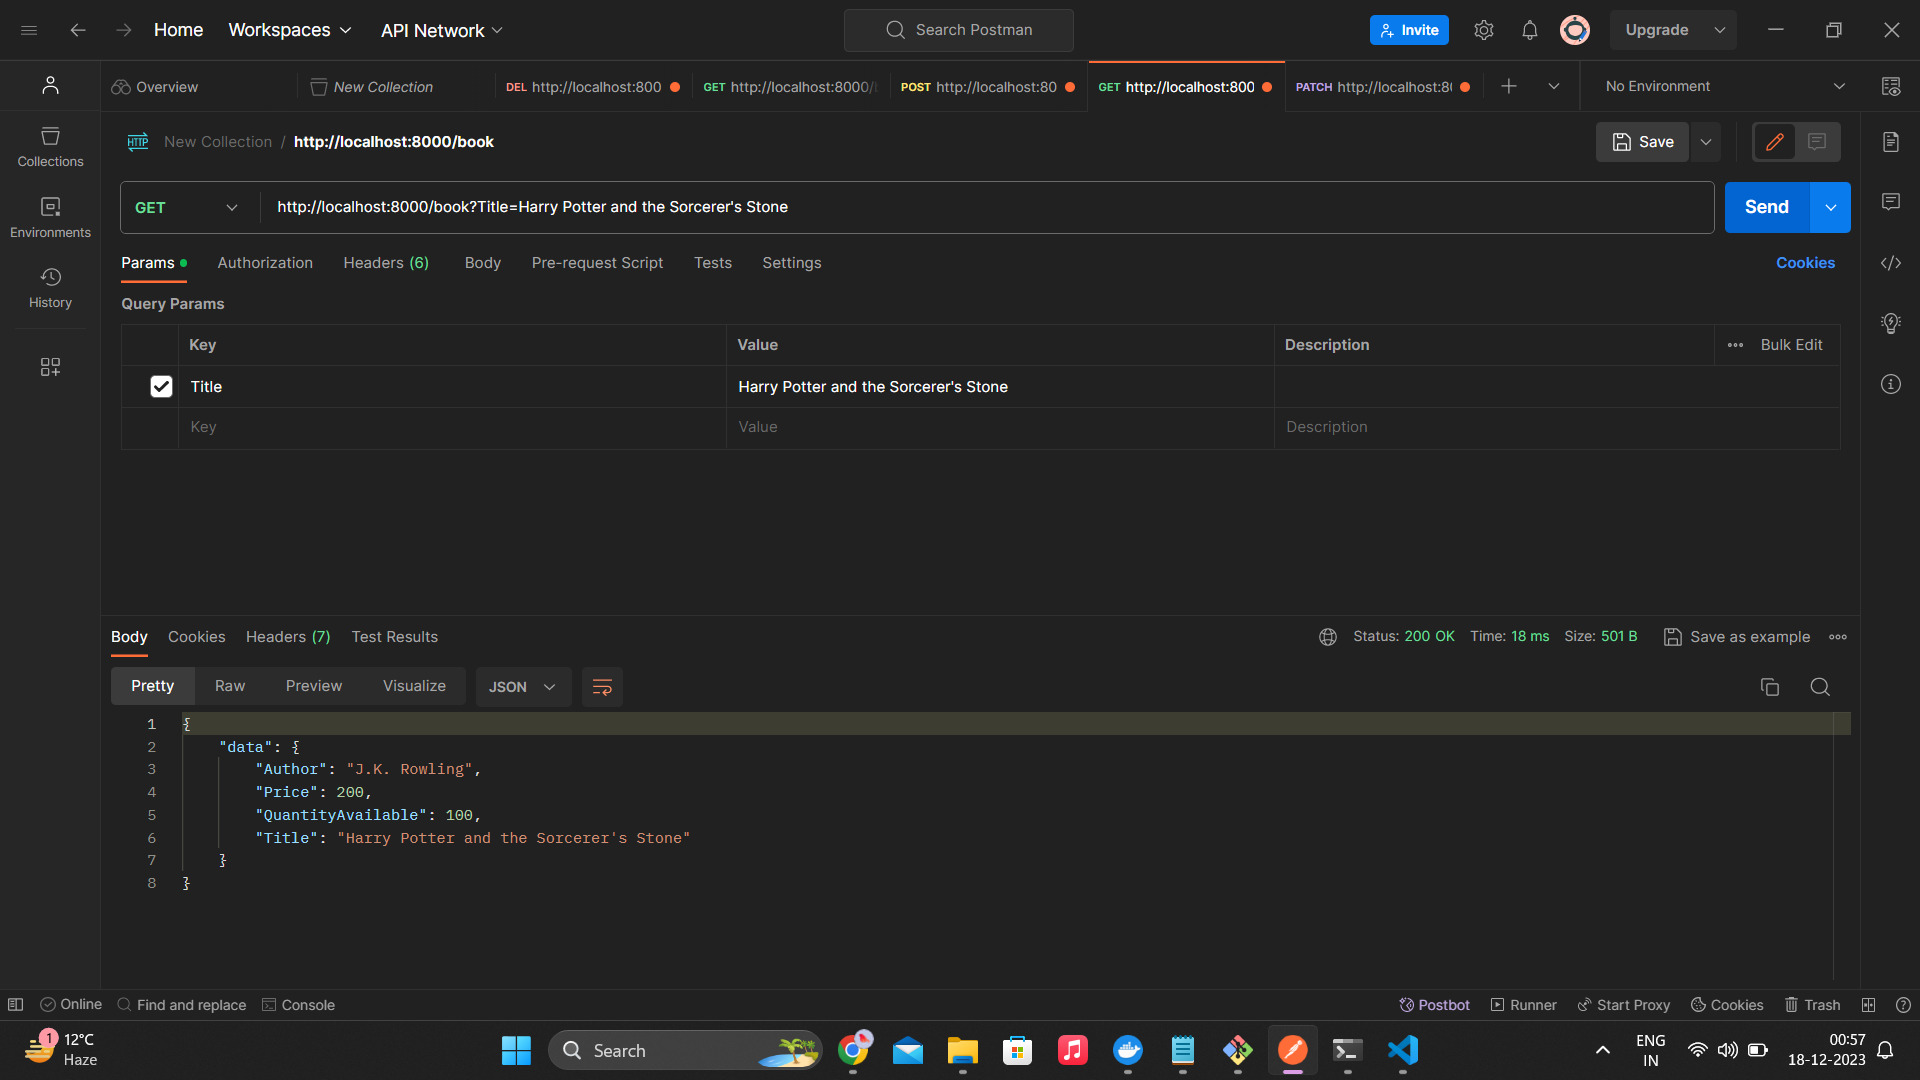 Home Workspaces API Network Search Postman Invite Upgrade
Overview New Collection DEL http://localhost:800 GET http://localhost:8000/ POST http://localhost:80 GET http://localhost:800 PATCH http://localhost:8 No Environment
HTTP New Collection / http://localhost:8000/book Save
Collections
GET http://localhost:8000/book?Title=Harry Potter and the Sorcerer's Stone Send
Environments
Params Authorization Headers (6) Body Pre-request Script Tests Settings Cookies
History
Query Params
Key Value Description Bulk Edit
Title Harry Potter and the Sorcerer's Stone
Key Value Description
Body Cookies Headers (7) Test Results Status: 200 OK Time: 18 ms Size: 501 B Save as example
Pretty Raw Preview Visualize JSON
1 {
2 "data": {
3 "Author": "J.K. Rowling",
4 "Price": 200,
5 "QuantityAvailable": 100,
6 "Title": "Harry Potter and the Sorcerer's Stone"
7 }
8 }
Online Find and replace Console Postbot Runner Start Proxy Cookies Trash
1 12°C
Haze
Search
ENG
IN
00:57
18-12-2023